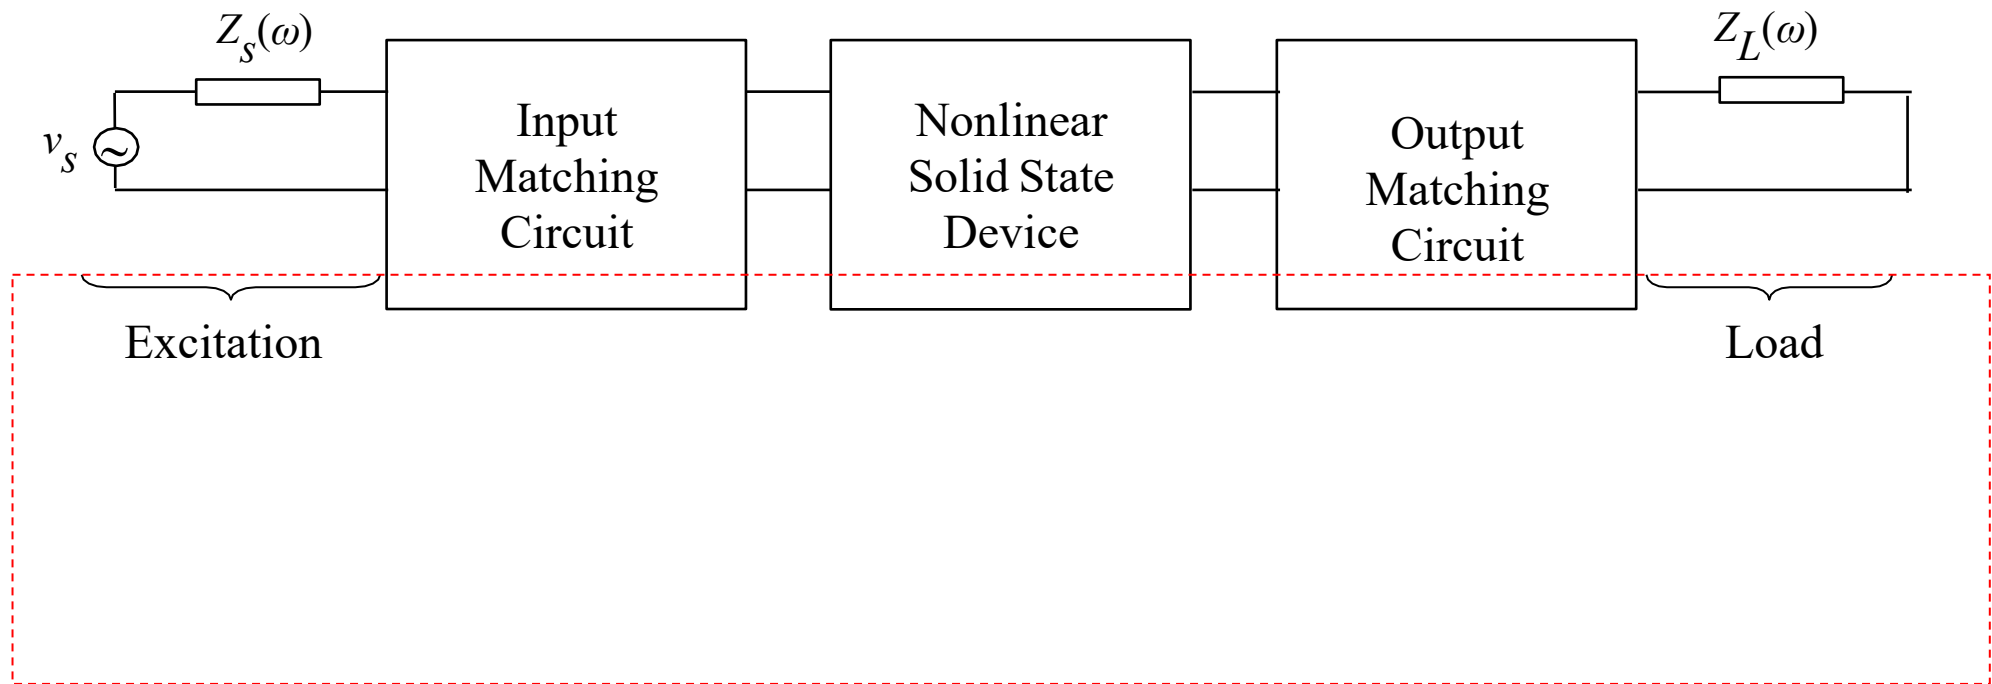 Z_s(ω)
Z_L(ω)
v_s
Input
Matching
Circuit
Nonlinear
Solid State
Device
Output
Matching
Circuit
Excitation
Load